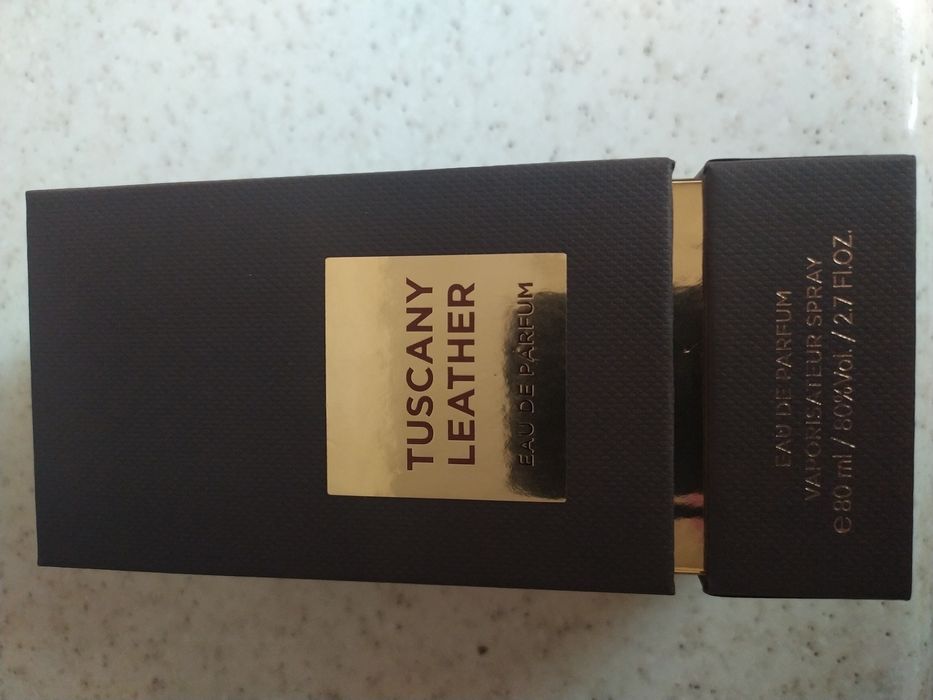 TUSCANY
LEATHER
EAU DE PARFUM
EAU DE PARFUM
VAPORISATEUR SPRAY
e 80 ml / 80%Vol. / 2.7 Fl.OZ.